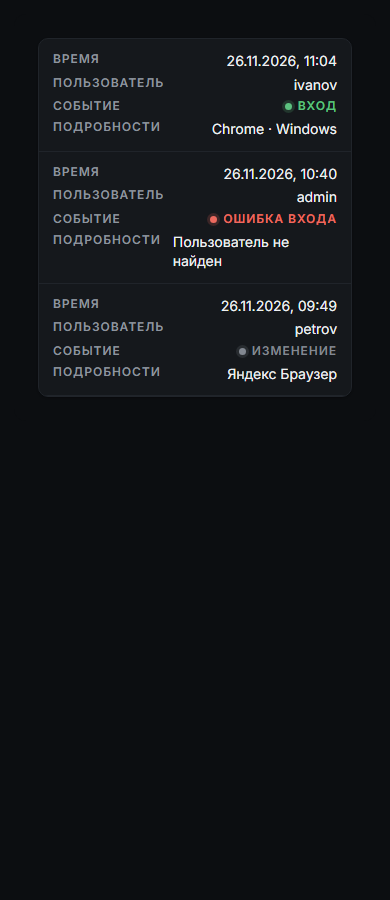 ВРЕМЯ 26.11.2026, 11:04
ПОЛЬЗОВАТЕЛЬ ivanov
СОБЫТИЕ ВХОД
ПОДРОБНОСТИ Chrome · Windows
ВРЕМЯ 26.11.2026, 10:40
ПОЛЬЗОВАТЕЛЬ admin
СОБЫТИЕ ОШИБКА ВХОДА
ПОДРОБНОСТИ Пользователь не
найден
ВРЕМЯ 26.11.2026, 09:49
ПОЛЬЗОВАТЕЛЬ petrov
СОБЫТИЕ ИЗМЕНЕНИЕ
ПОДРОБНОСТИ Яндекс Браузер